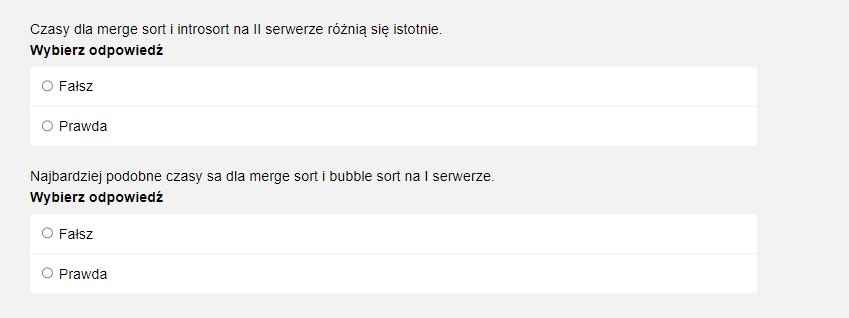 Czasy dla merge sort i introsort na II serwerze różnią się istotnie.
Wybierz odpowiedź
Fałsz
Prawda
Najbardziej podobne czasy sa dla merge sort i bubble sort na I serwerze.
Wybierz odpowiedź
Fałsz
Prawda